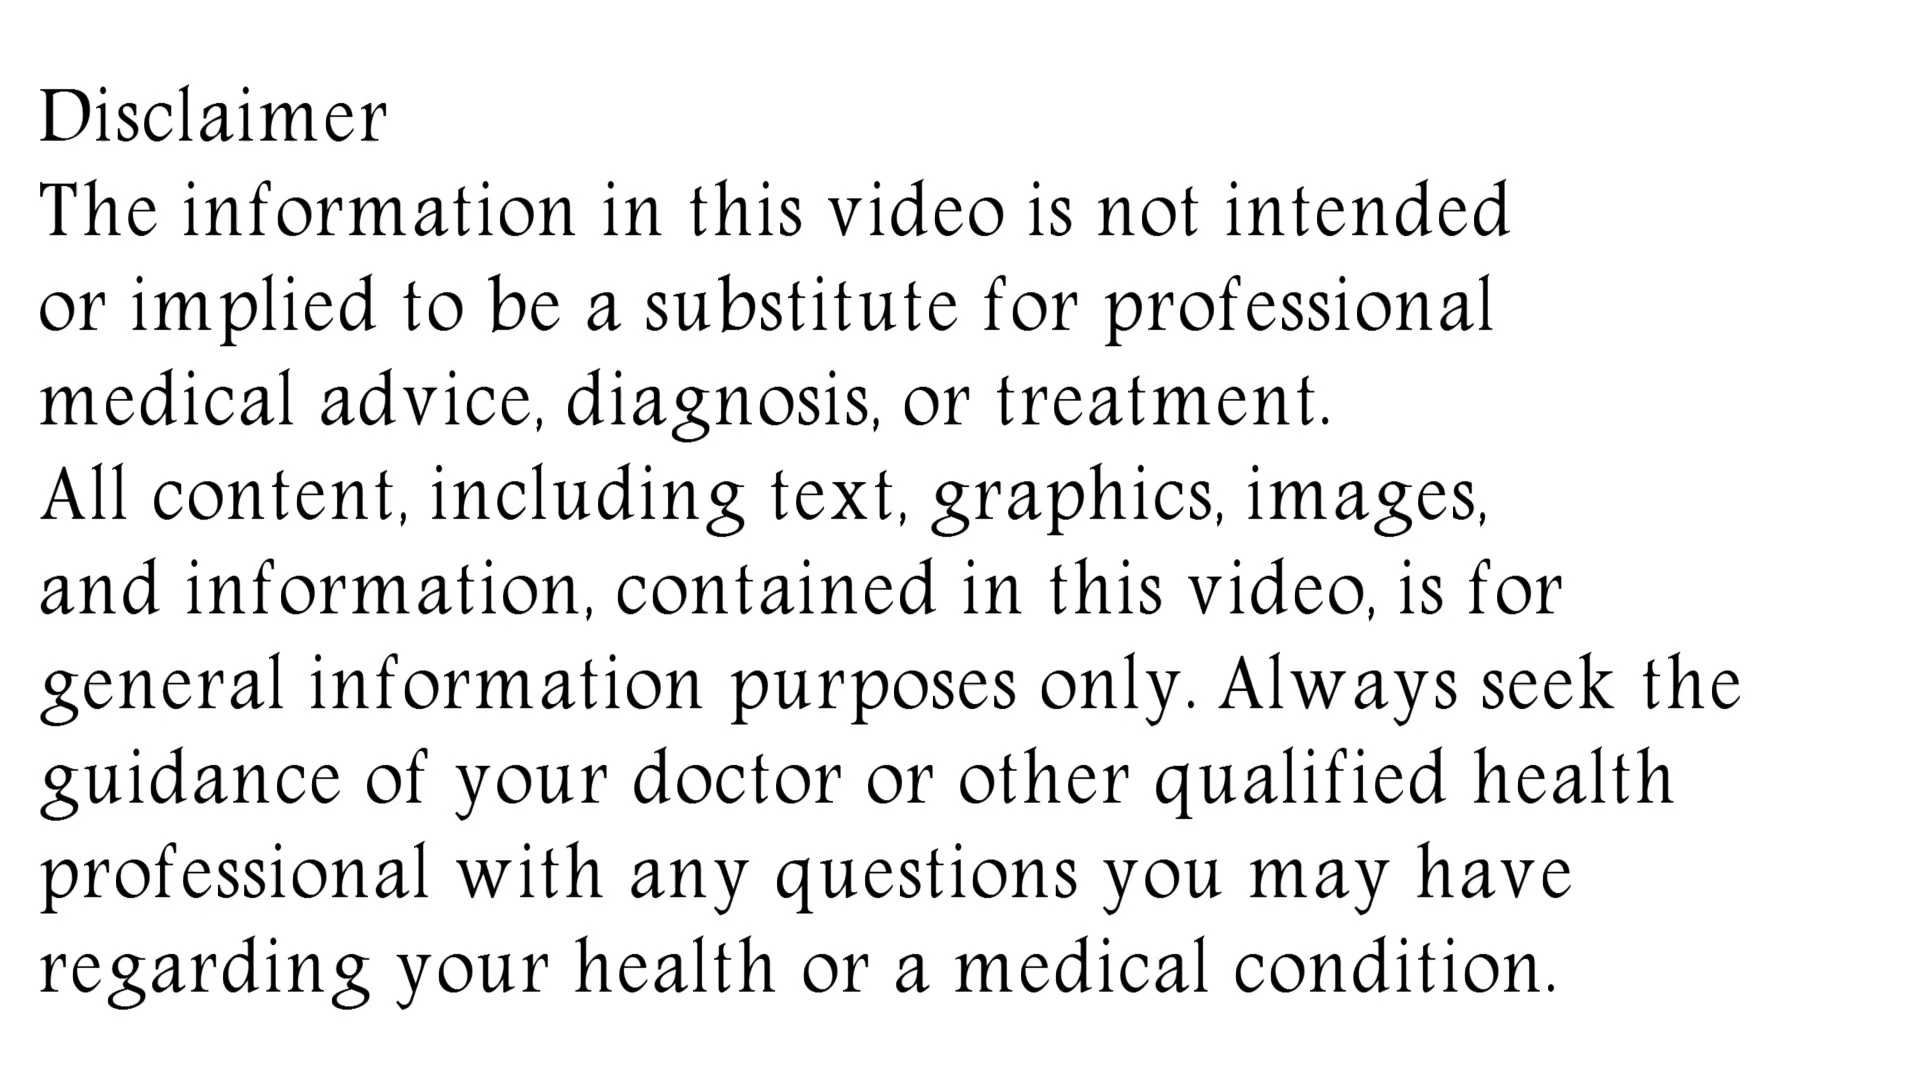 Disclaimer
The information in this video is not intended
or implied to be a substitute for professional
medical advice, diagnosis, or treatment.
All content, including text, graphics, images,
and information, contained in this video, is for
general information purposes only. Always seek the
guidance of your doctor or other qualified health
professional with any questions you may have
regarding your health or a medical condition.